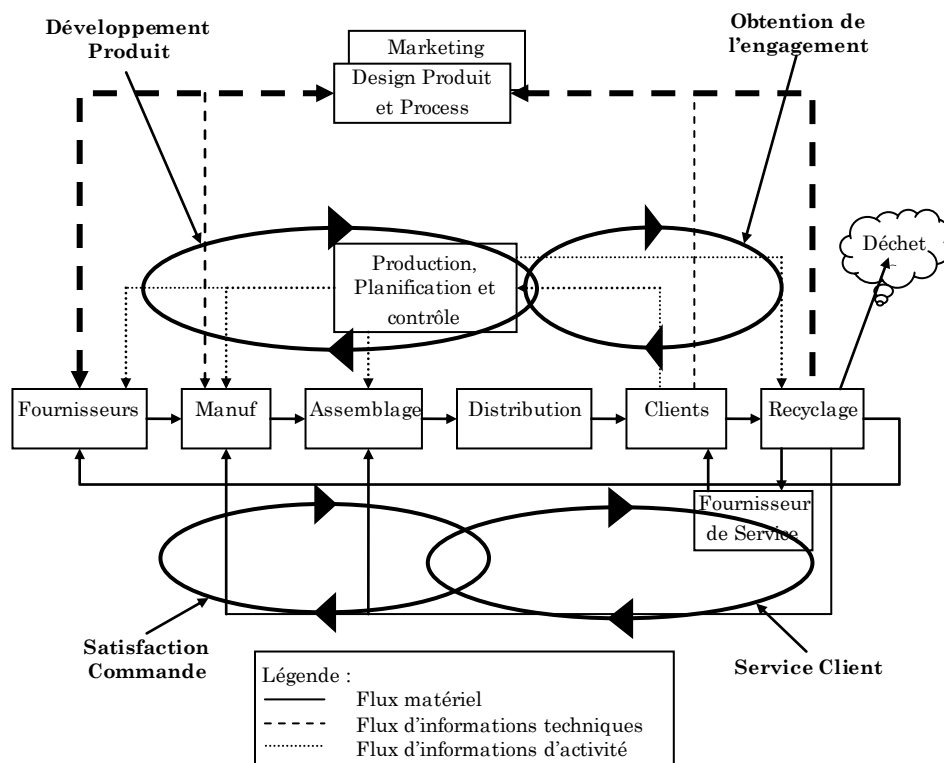 Développement
Produit
Obtention de
l'engagement
Marketing
Design Produit
et Process
Déchet
Production,
Planification et
contrôle
Fournisseurs
Manuf
Assemblage
Distribution
Clients
Recyclage
Fournisseur
de Service
Satisfaction
Commande
Service Client
Légende :
Flux matériel
Flux d'informations techniques
Flux d'informations d'activité